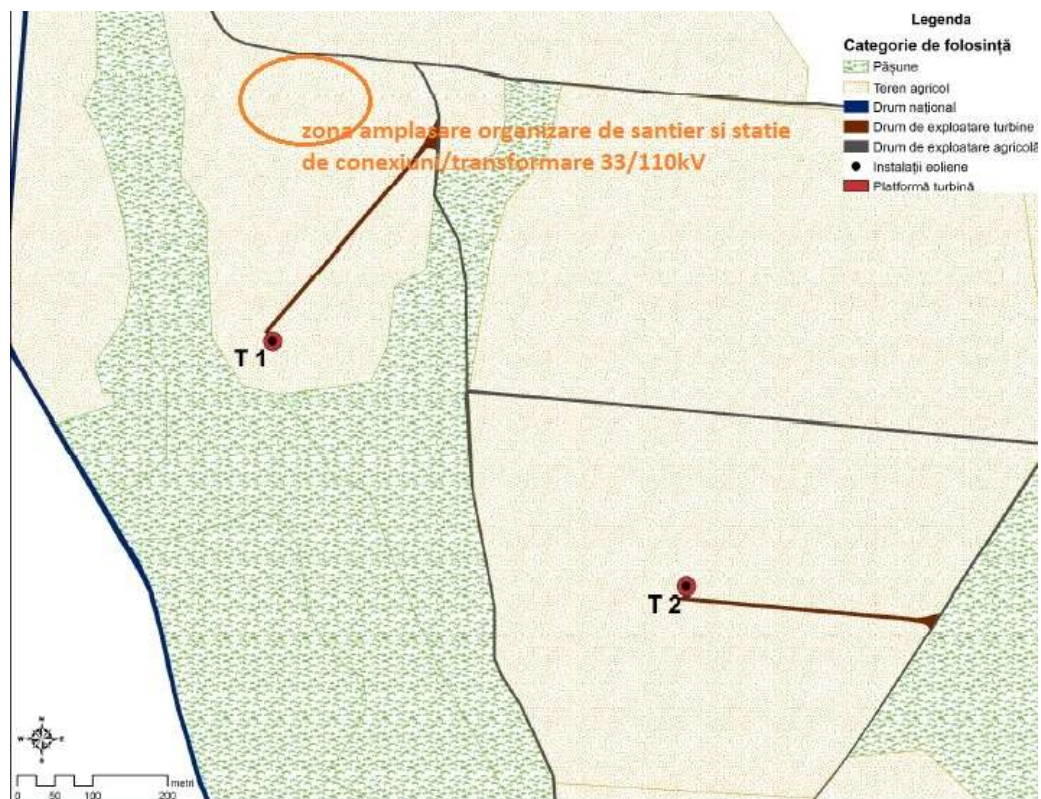 Legenda
Categorie de folosință
Pășune
Teren agricol
Drum național
Drum de exploatare turbine
Drum de exploatare agricolă
Instalații eoliene
Platformă turbină
zona amplasare organizare de santier si statie
de conexiuni/transformare 33/110kV
T 1
T 2
N
W E
S
metri
0 50 100 200